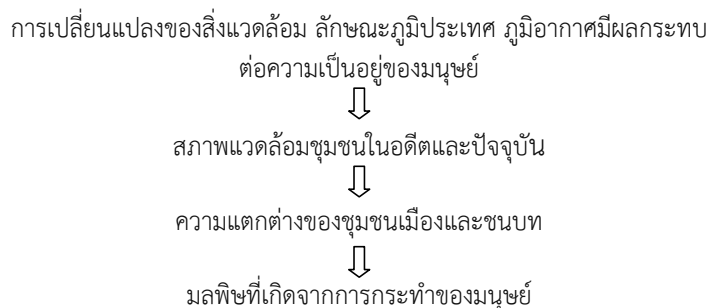 การเปลี่ยนแปลงของสิ่งแวดล้อม ลักษณะภูมิประเทศ ภูมิอากาศมีผลกระทบ
ต่อความเป็นอยู่ของมนุษย์
สภาพแวดล้อมชุมชนในอดีตและปัจจุบัน
ความแตกต่างของชุมชนเมืองและชนบท
มลพิษที่เกิดจากการกระทำของมนุษย์